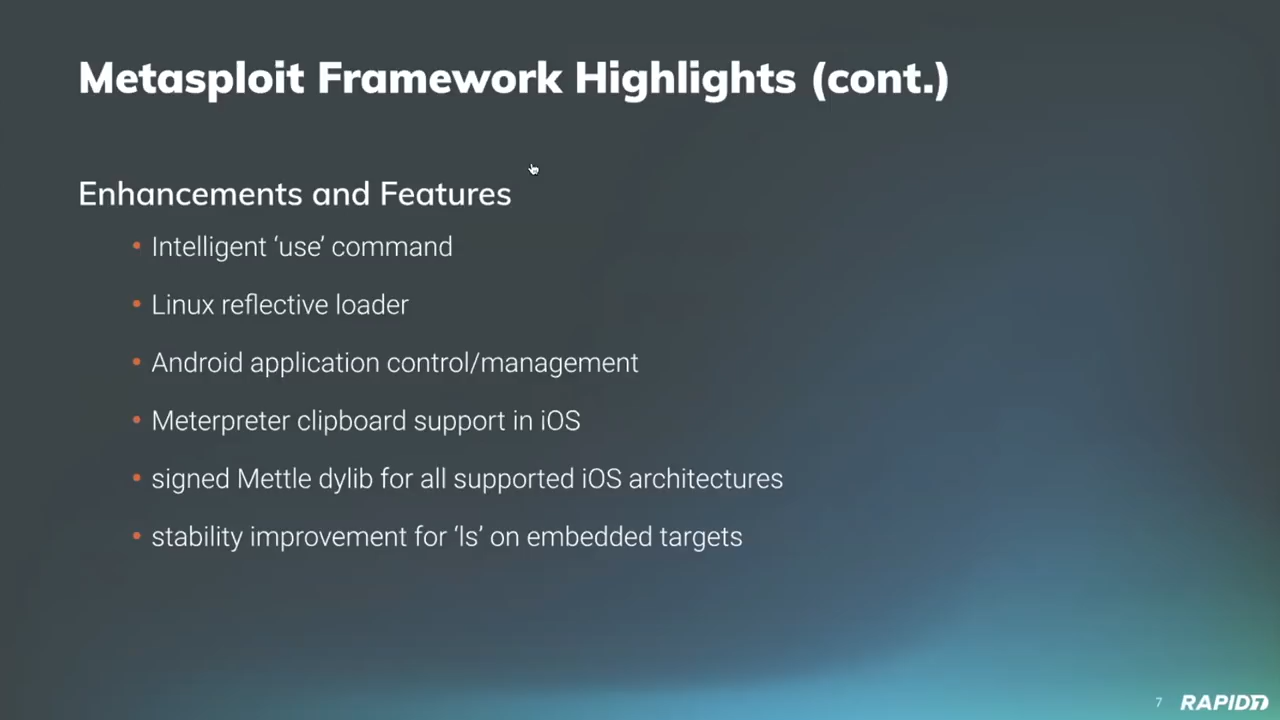 Metasploit Framework Highlights (cont.)
Enhancements and Features
• Intelligent ‘use’ command
• Linux reflective loader
• Android application control/management
• Meterpreter clipboard support in iOS
• signed Mettle dylib for all supported iOS architectures
• stability improvement for ‘ls’ on embedded targets
7 RAPID7